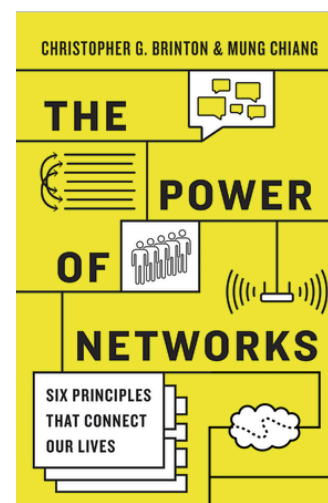 CHRISTOPHER G. BRINTON & MUNG CHIANG
THE
POWER
OF
NETWORKS
SIX PRINCIPLES
THAT CONNECT
OUR LIVES